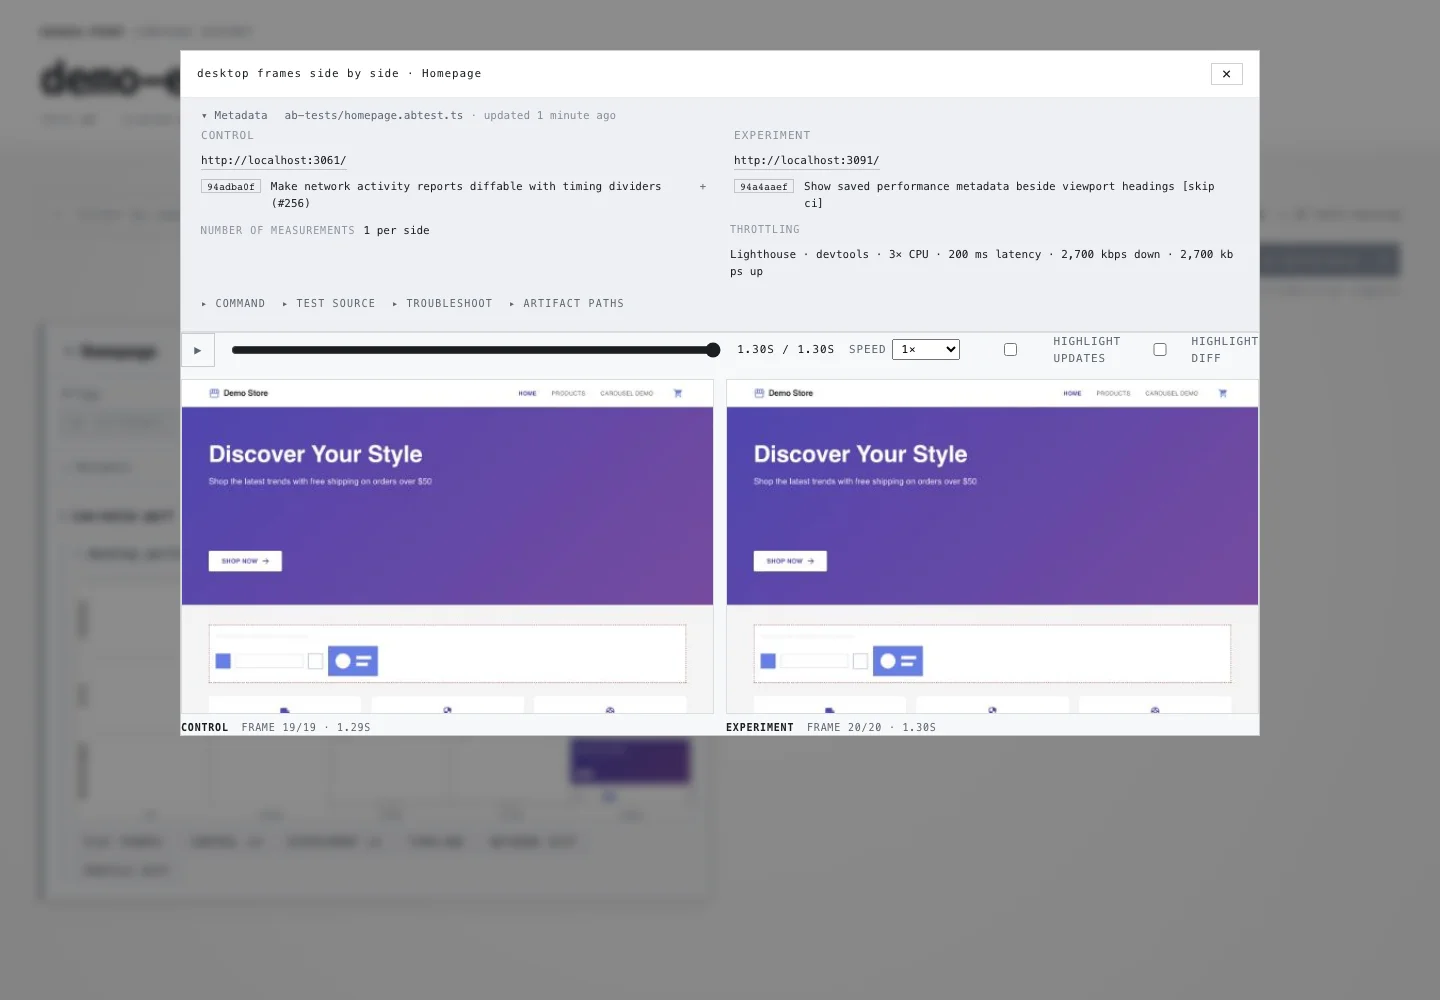 desktop frames side by side · Homepage
×
▾ Metadata ab-tests/homepage.abtest.ts · updated 1 minute ago
CONTROL
http://localhost:3061/
94adba0f Make network activity reports diffable with timing dividers +
(#256)
NUMBER OF MEASUREMENTS 1 per side
EXPERIMENT
http://localhost:3091/
94a4aaef Show saved performance metadata beside viewport headings [skip
ci]
THROTTLING
Lighthouse · devtools · 3× CPU · 200 ms latency · 2,700 kbps down · 2,700 kb
ps up
▸ COMMAND ▸ TEST SOURCE ▸ TROUBLESHOOT ▸ ARTIFACT PATHS
1.30S / 1.30S SPEED 1× HIGHLIGHT UPDATES HIGHLIGHT DIFF
Demo Store HOME PRODUCTS CAROUSEL DEMO
Discover Your Style
Shop the latest trends with free shipping on orders over $50
SHOP NOW →
CONTROL FRAME 19/19 · 1.29S
Demo Store HOME PRODUCTS CAROUSEL DEMO
Discover Your Style
Shop the latest trends with free shipping on orders over $50
SHOP NOW →
EXPERIMENT FRAME 20/20 · 1.30S